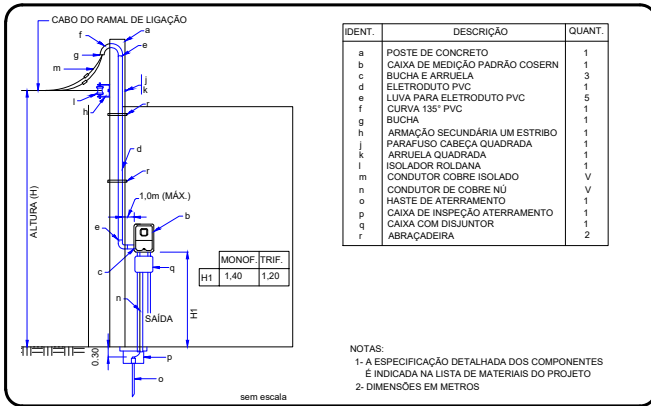 CABO DO RAMAL DE LIGAÇÃO
a
f
e
g
m
j
k
l
h
r
d
r
1,0m (MÁX.)
b
e
c
q
ALTURA (H)
MONOF. TRIF.
H1 1,40 1,20
n
SAÍDA
H1
0.30
p
o
sem escala
IDENT. DESCRIÇÃO QUANT.
a POSTE DE CONCRETO 1
b CAIXA DE MEDIÇÃO PADRÃO COSERN 1
c BUCHA E ARRUELA 3
d ELETRODUTO PVC 1
e LUVA PARA ELETRODUTO PVC 5
f CURVA 135° PVC 1
g BUCHA 1
h ARMAÇÃO SECUNDÁRIA UM ESTRIBO 1
j PARAFUSO CABEÇA QUADRADA 1
k ARRUELA QUADRADA 1
l ISOLADOR ROLDANA 1
m CONDUTOR COBRE ISOLADO V
n CONDUTOR DE COBRE NÚ V
o HASTE DE ATERRAMENTO 1
p CAIXA DE INSPEÇÃO ATERRAMENTO 1
q CAIXA COM DISJUNTOR 1
r ABRAÇADEIRA 2
NOTAS:
1- A ESPECIFICAÇÃO DETALHADA DOS COMPONENTES
É INDICADA NA LISTA DE MATERIAIS DO PROJETO
2- DIMENSÕES EM METROS